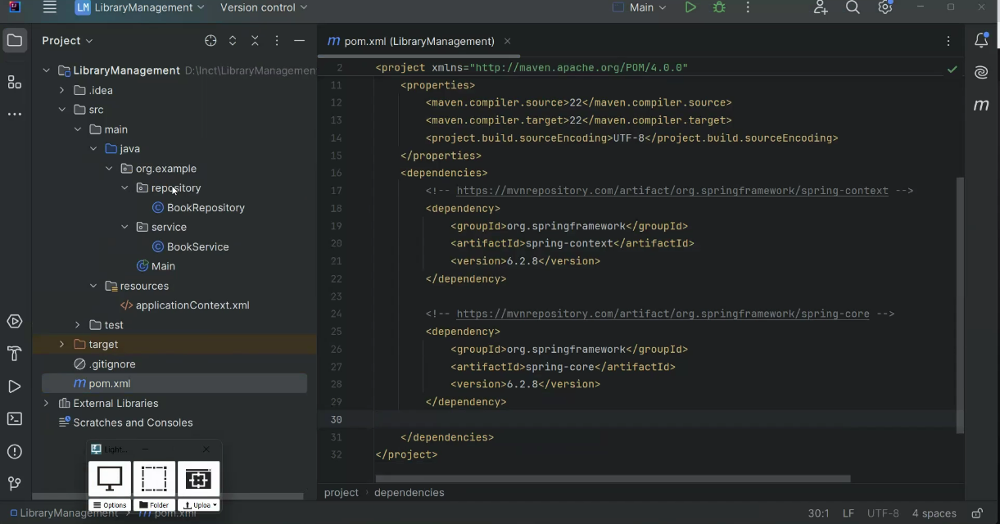 LM LibraryManagement Version control Main
Project
pom.xml (LibraryManagement)
LibraryManagement D:\Inct\LibraryManagemen
.idea
src
main
java
org.example
repository
BookRepository
service
BookService
Main
resources
</> applicationContext.xml
test
target
.gitignore
pom.xml
External Libraries
Scratches and Consoles
2 <project xmlns="http://maven.apache.org/POM/4.0.0"
11 <properties>
12 <maven.compiler.source>22</maven.compiler.source>
13 <maven.compiler.target>22</maven.compiler.target>
14 <project.build.sourceEncoding>UTF-8</project.build.sourceEncoding>
15 </properties>
16 <dependencies>
17 <!-- https://mvnrepository.com/artifact/org.springframework/spring-context -->
18 <dependency>
19 <groupId>org.springframework</groupId>
20 <artifactId>spring-context</artifactId>
21 <version>6.2.8</version>
22 </dependency>
23
24 <!-- https://mvnrepository.com/artifact/org.springframework/spring-core -->
25 <dependency>
26 <groupId>org.springframework</groupId>
27 <artifactId>spring-core</artifactId>
28 <version>6.2.8</version>
29 </dependency>
30
31 </dependencies>
32 </project>
Light...
Options Folder Uploa
project › dependencies
LibraryManagement › pom.xml
30:1 LF UTF-8 4 spaces